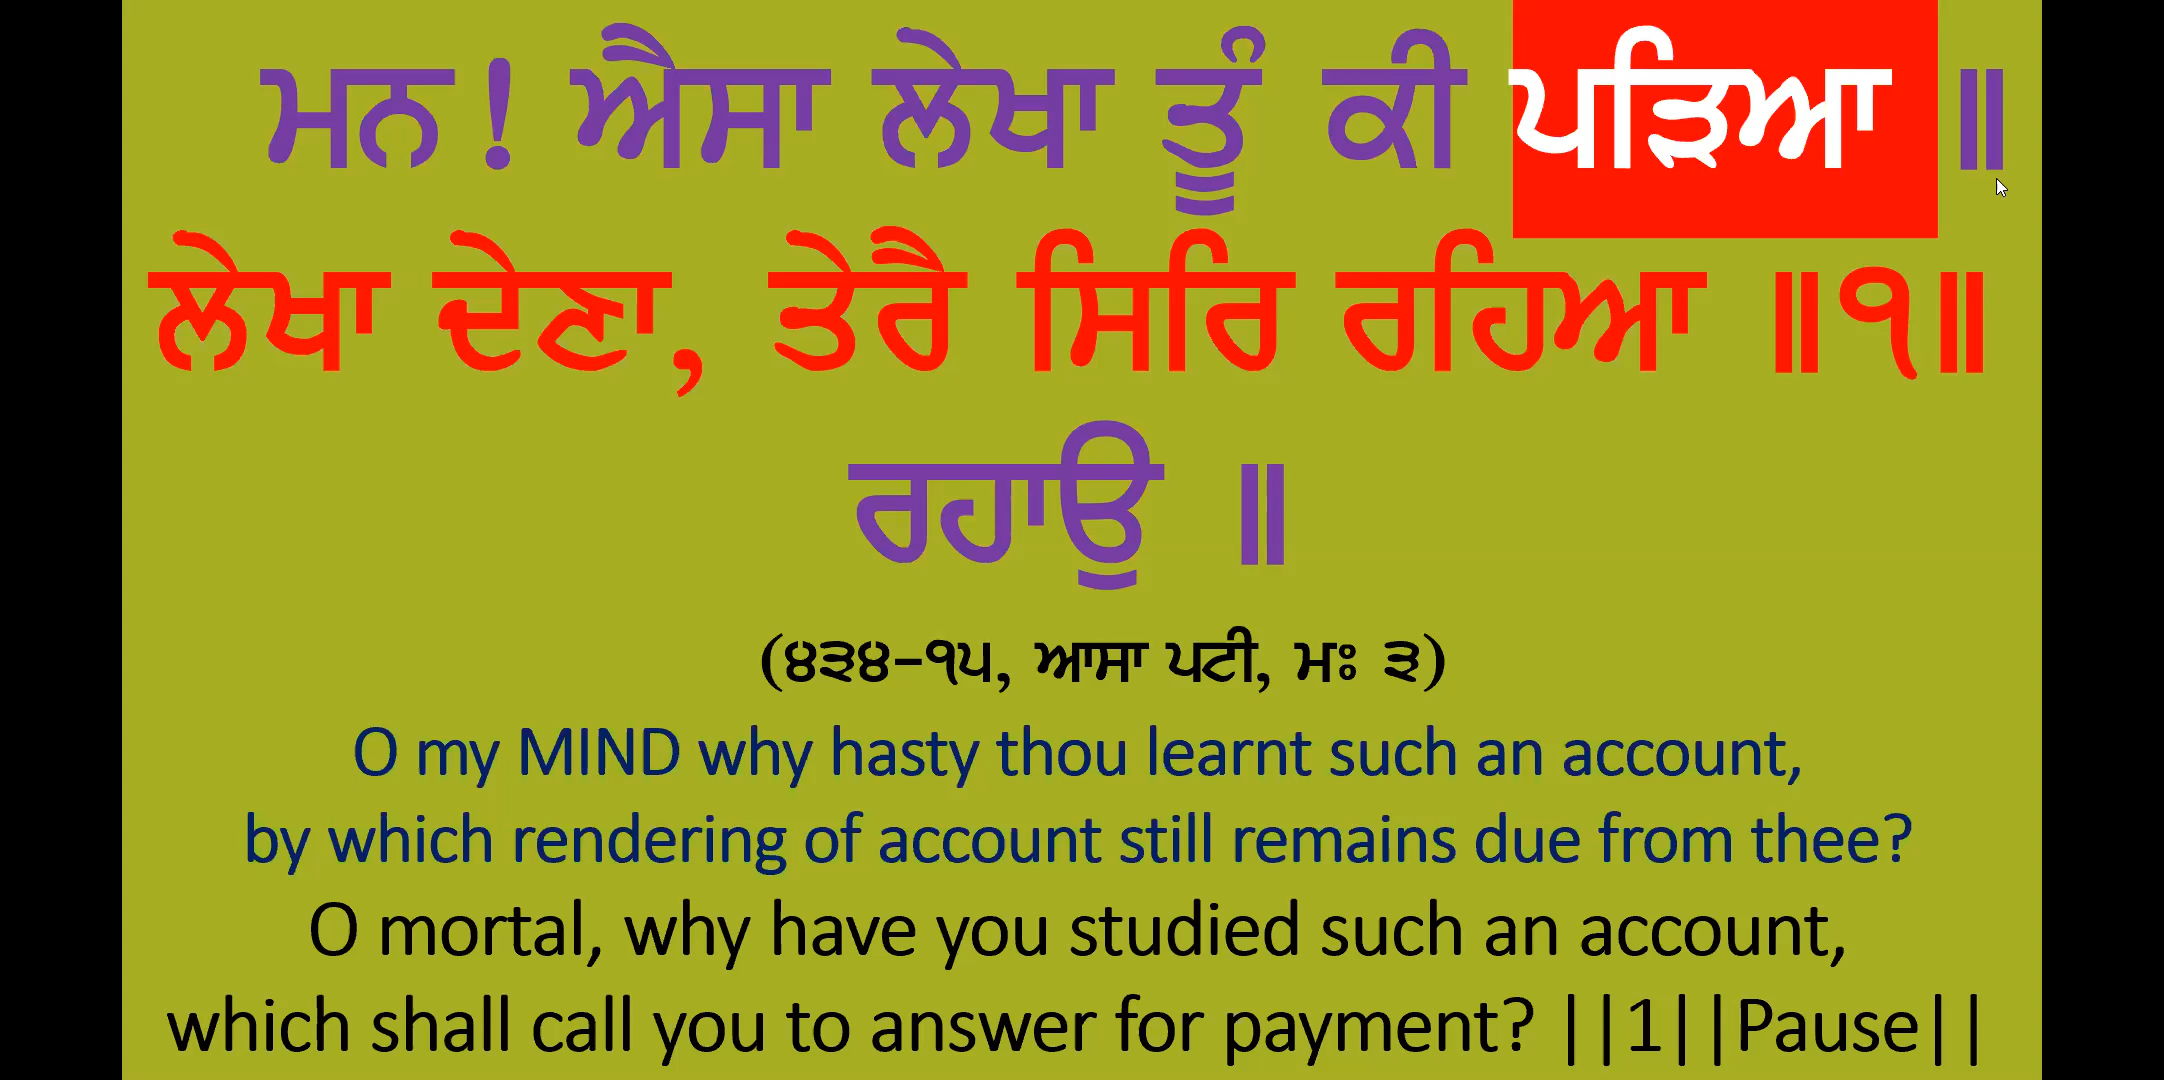 ਮਨ! ਐਸਾ ਲੇਖਾ ਤੂੰ ਕੀ ਪੜਿਆ ॥
ਲੇਖਾ ਦੇਣਾ, ਤੇਰੈ ਸਿਰਿ ਰਹਿਆ ॥੧॥
ਰਹਾਉ ॥
(੪੩੪-੧੫, ਆਸਾ ਪਟੀ, ਮਃ ੩)
O my MIND why hasty thou learnt such an account,
by which rendering of account still remains due from thee?
O mortal, why have you studied such an account,
which shall call you to answer for payment? ||1||Pause||